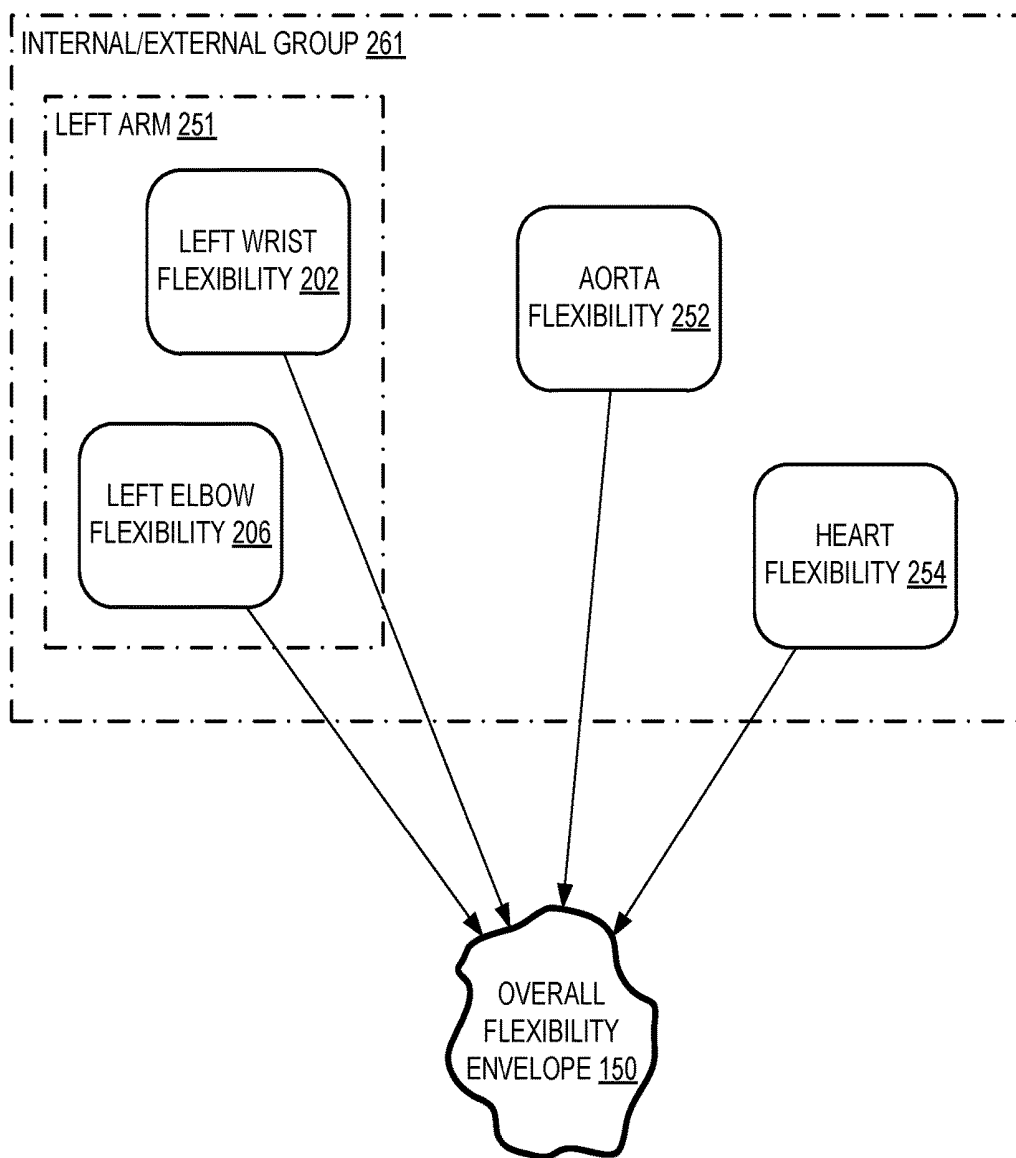 INTERNAL/EXTERNAL GROUP 261
LEFT ARM 251
LEFT WRIST
FLEXIBILITY 202
AORTA
FLEXIBILITY 252
LEFT ELBOW
FLEXIBILITY 206
HEART
FLEXIBILITY 254
OVERALL
FLEXIBILITY
ENVELOPE 150